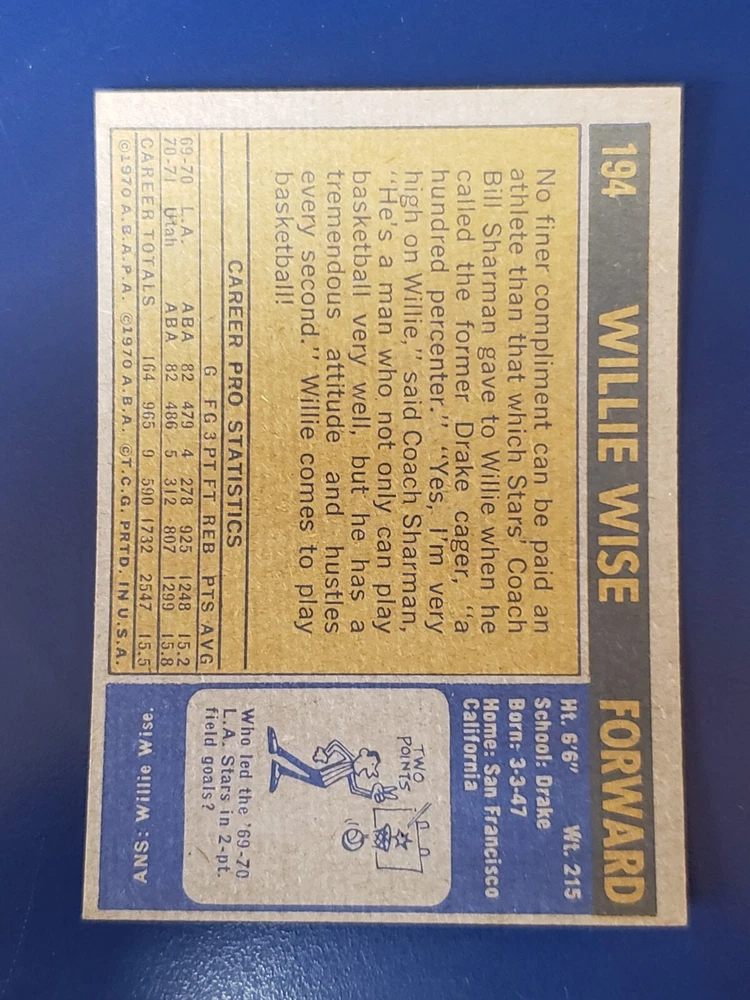 194 WILLIE WISE FORWARD
No finer compliment can be paid an
athlete than that which Stars' Coach
Bill Sharman gave to Willie when he
called the former Drake cager, "a
hundred percenter." "Yes, I'm very
high on Willie," said Coach Sharman,
"He's a man who not only can play
basketball very well, but he has a
tremendous attitude and hustles
every second." Willie comes to play
basketball!
CAREER PRO STATISTICS
G FG 3PT FT REB PTS AVG
69-70 L.A. ABA 82 479 4 278 925 1248 15.2
70-71 Utah ABA 82 486 5 312 807 1299 15.8
CAREER TOTALS 164 965 9 590 1732 2547 15.5
©1970 A.B.A.P.A. ©1970 A.B.A. ©T.C.G. PRTD. IN U.S.A.
Ht. 6'6" Wt. 215
School: Drake
Born: 3-3-47
Home: San Francisco
California
TWO
POINTS
Who led the '69-70
L.A. Stars in 2-pt.
field goals?
ANS: Willie Wise.